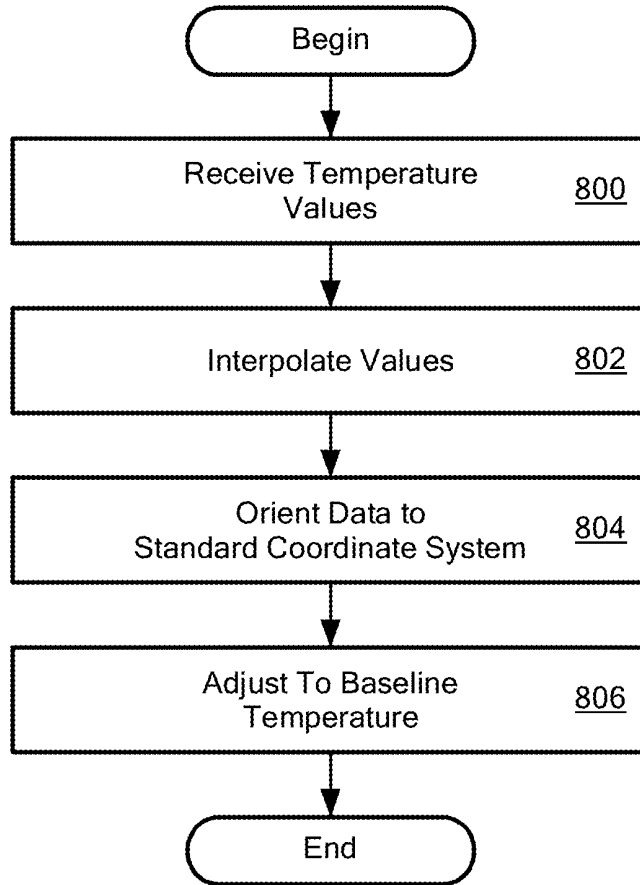 Begin
Receive Temperature
Values
800
Interpolate Values 802
Orient Data to
Standard Coordinate System
804
Adjust To Baseline
Temperature
806
End